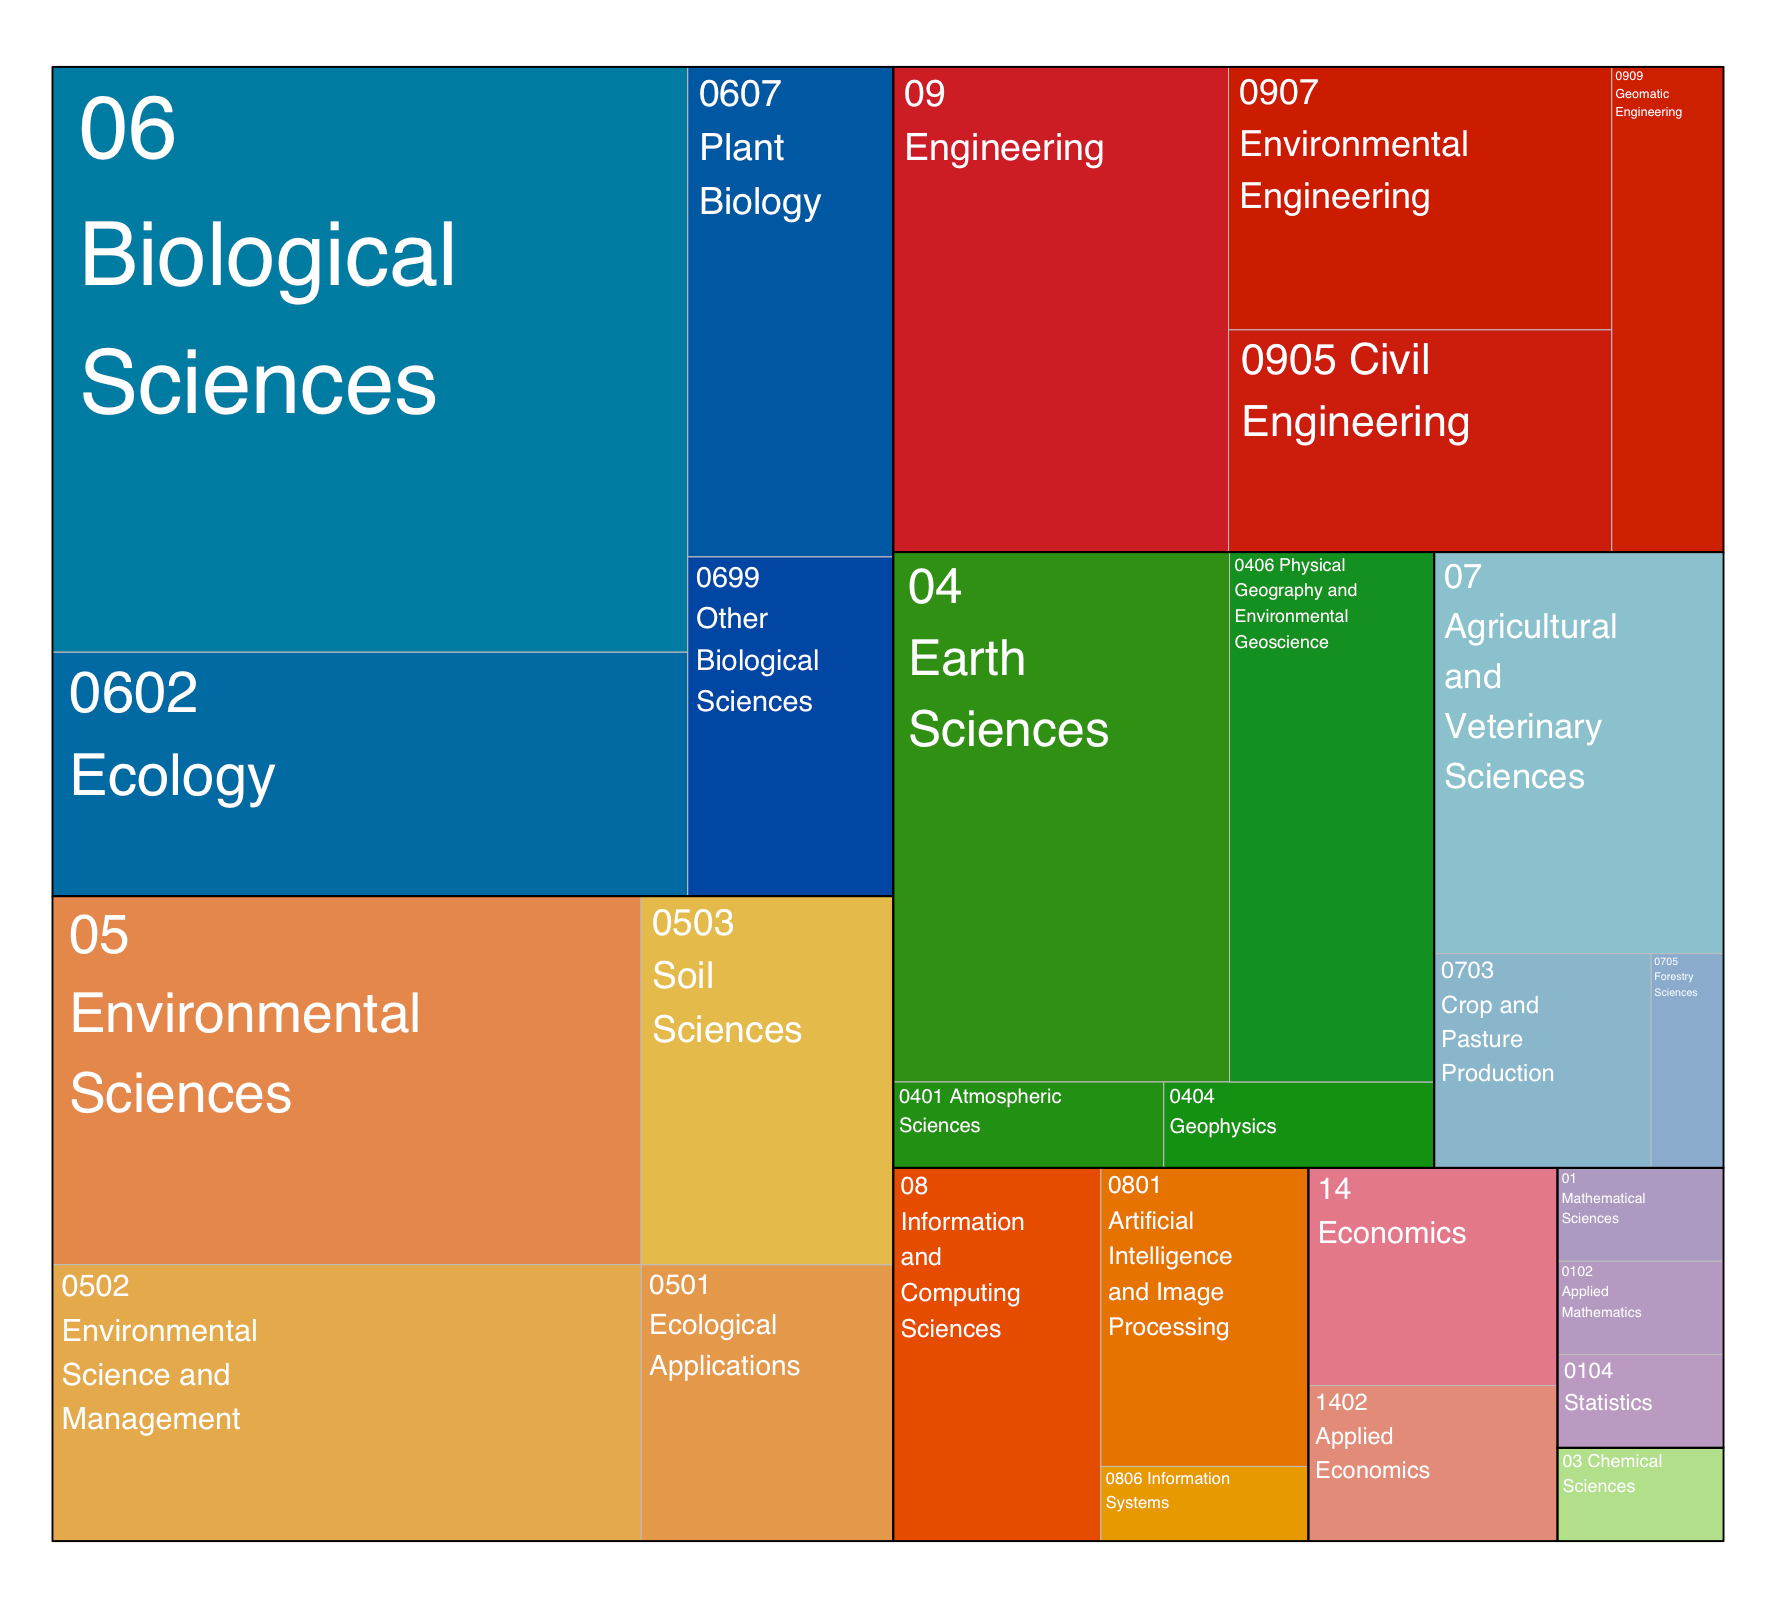 06
Biological
Sciences
0607
Plant
Biology
0699
Other
Biological
Sciences
0602
Ecology
05
Environmental
Sciences
0503
Soil
Sciences
0502
Environmental
Science and
Management
0501
Ecological
Applications
09
Engineering
0907
Environmental
Engineering
0909
Geomatic
Engineering
0905 Civil
Engineering
04
Earth
Sciences
0406 Physical
Geography and
Environmental
Geoscience
0401 Atmospheric
Sciences
0404
Geophysics
07
Agricultural
and
Veterinary
Sciences
0703
Crop and
Pasture
Production
0705
Forestry
Sciences
08
Information
and
Computing
Sciences
0801
Artificial
Intelligence
and Image
Processing
0806 Information
Systems
14
Economics
1402
Applied
Economics
01
Mathematical
Sciences
0102
Applied
Mathematics
0104
Statistics
03 Chemical
Sciences